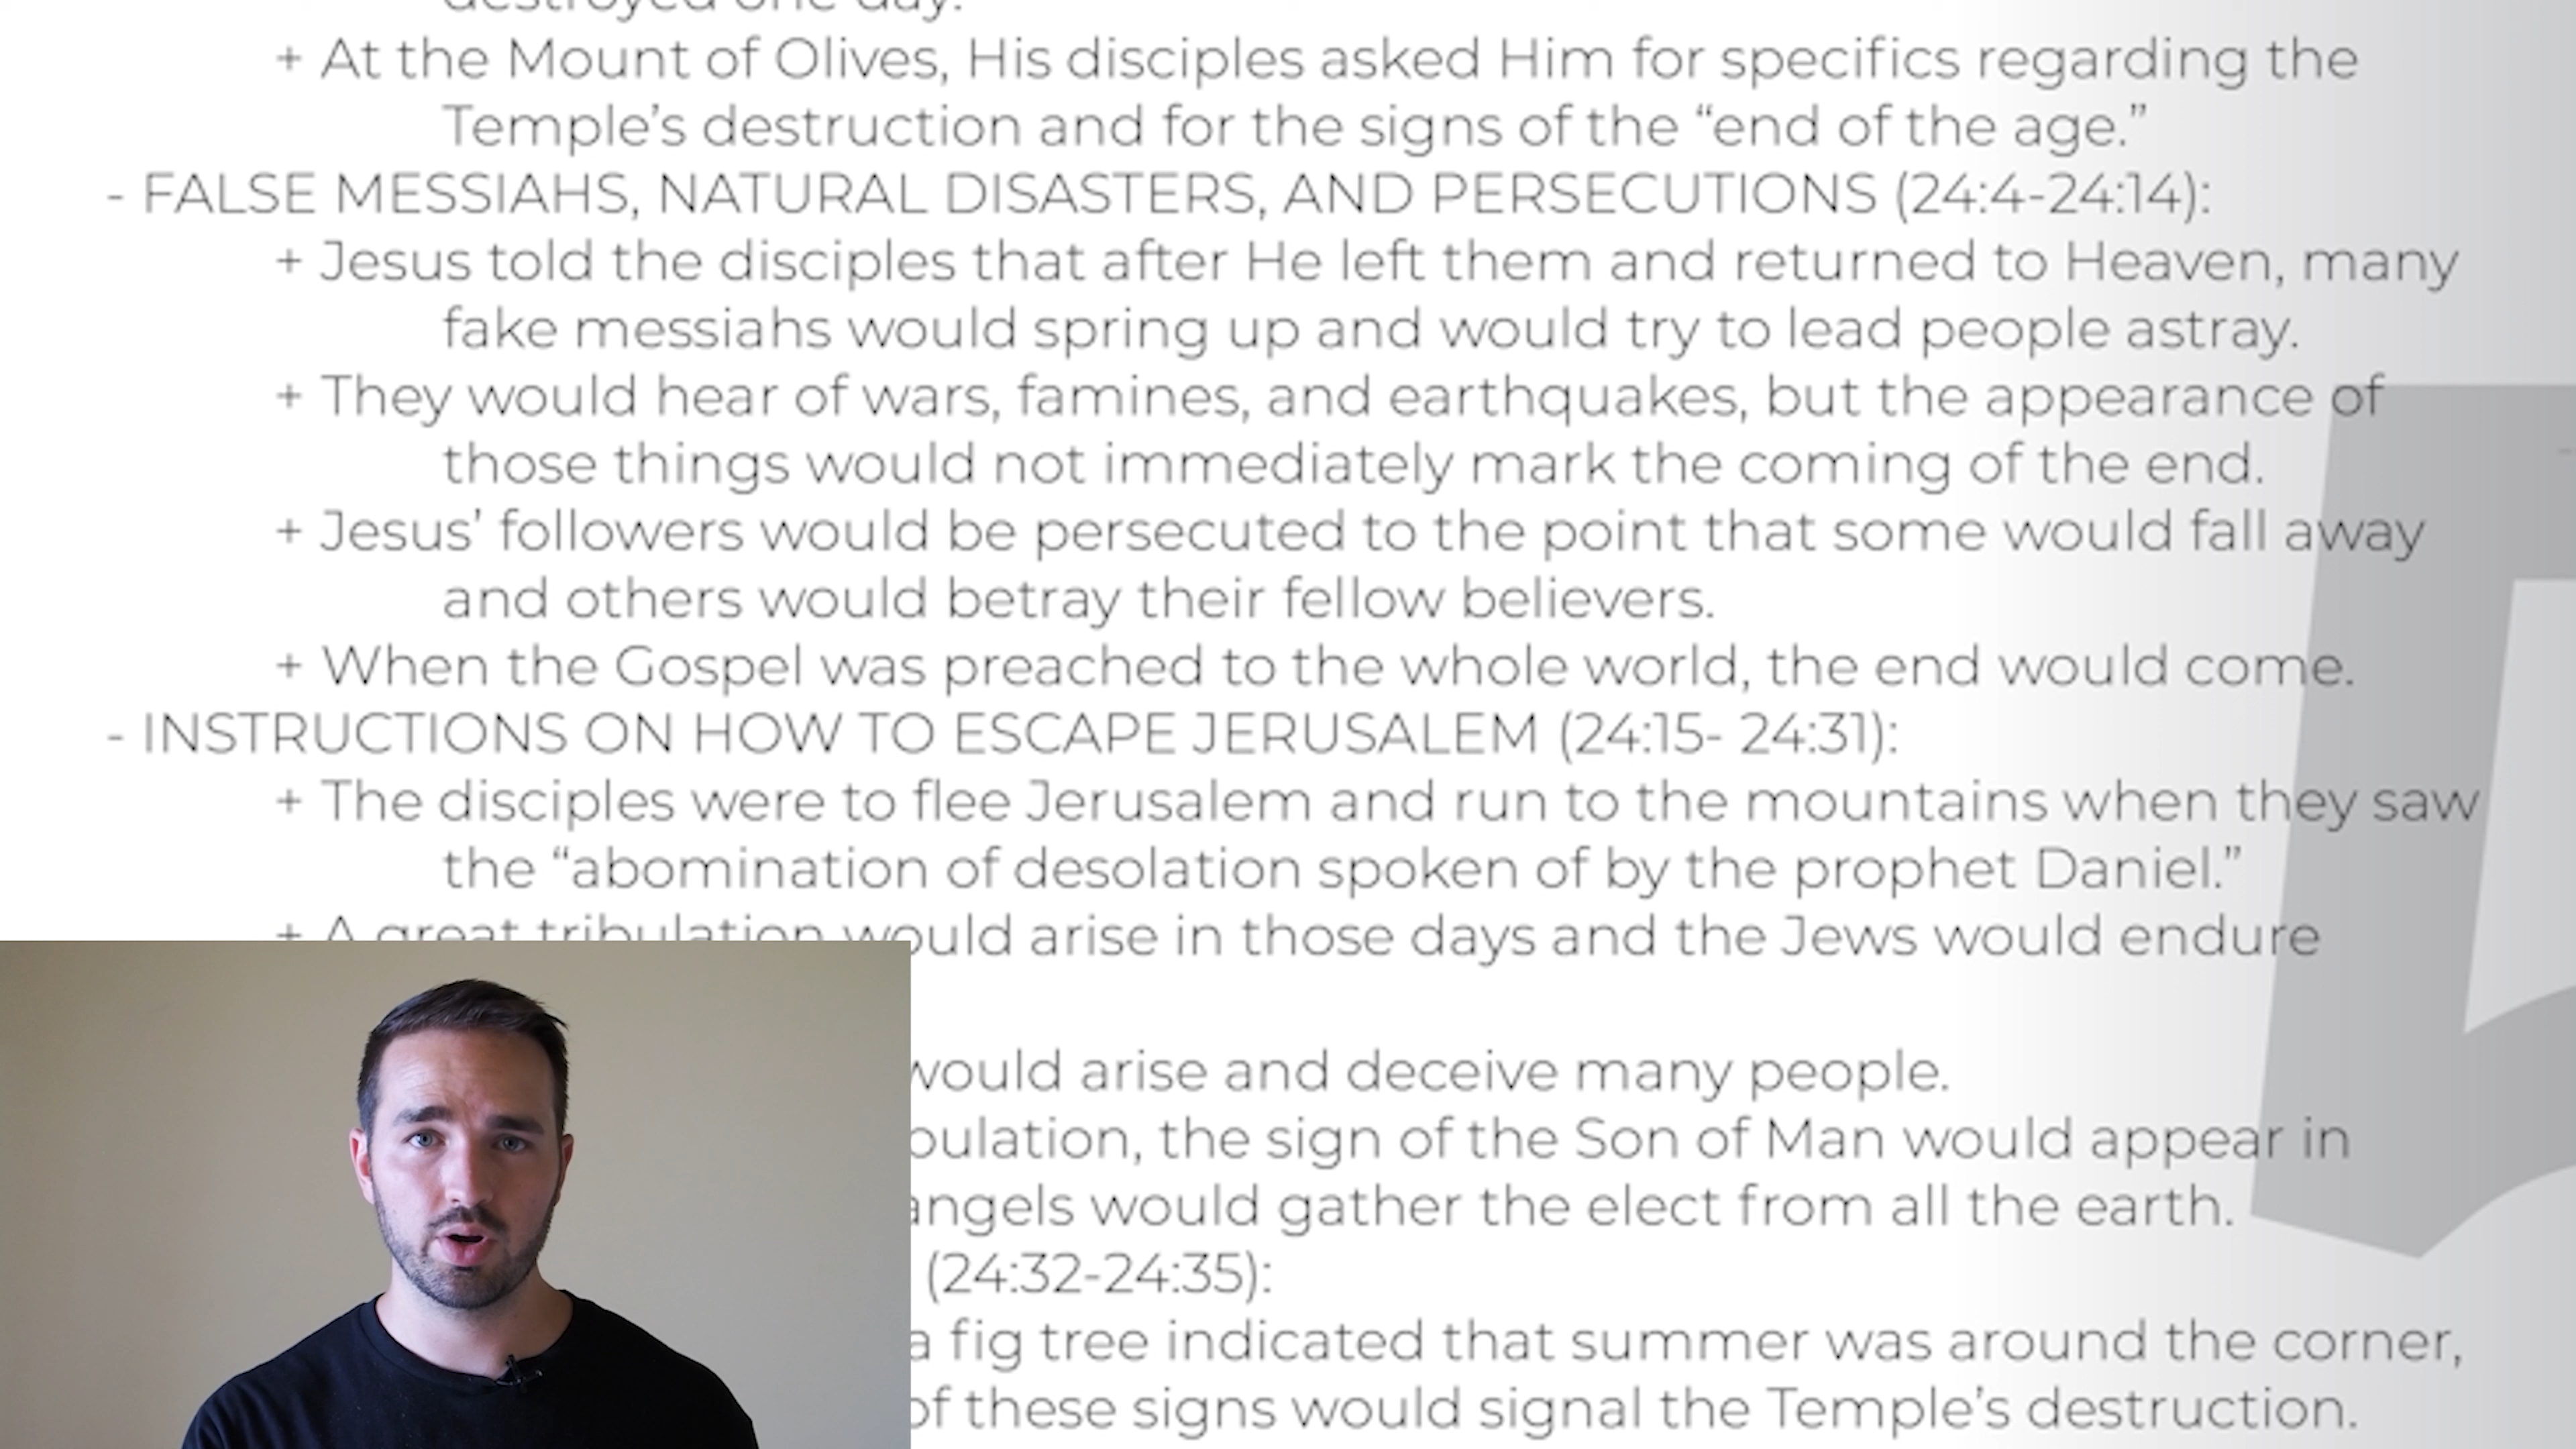 destroyed one day.
+ At the Mount of Olives, His disciples asked Him for specifics regarding the
Temple’s destruction and for the signs of the “end of the age.”
- FALSE MESSIAHS, NATURAL DISASTERS, AND PERSECUTIONS (24:4-24:14):
+ Jesus told the disciples that after He left them and returned to Heaven, many
fake messiahs would spring up and would try to lead people astray.
+ They would hear of wars, famines, and earthquakes, but the appearance of
those things would not immediately mark the coming of the end.
+ Jesus’ followers would be persecuted to the point that some would fall away
and others would betray their fellow believers.
+ When the Gospel was preached to the whole world, the end would come.
- INSTRUCTIONS ON HOW TO ESCAPE JERUSALEM (24:15- 24:31):
+ The disciples were to flee Jerusalem and run to the mountains when they saw
the “abomination of desolation spoken of by the prophet Daniel.”
+ A great tribulation would arise in those days and the Jews would endure
would arise and deceive many people.
the sign of the Son of Man would appear in
angels would gather the elect from all the earth.
(24:32-24:35):
a fig tree indicated that summer was around the corner,
of these signs would signal the Temple’s destruction.